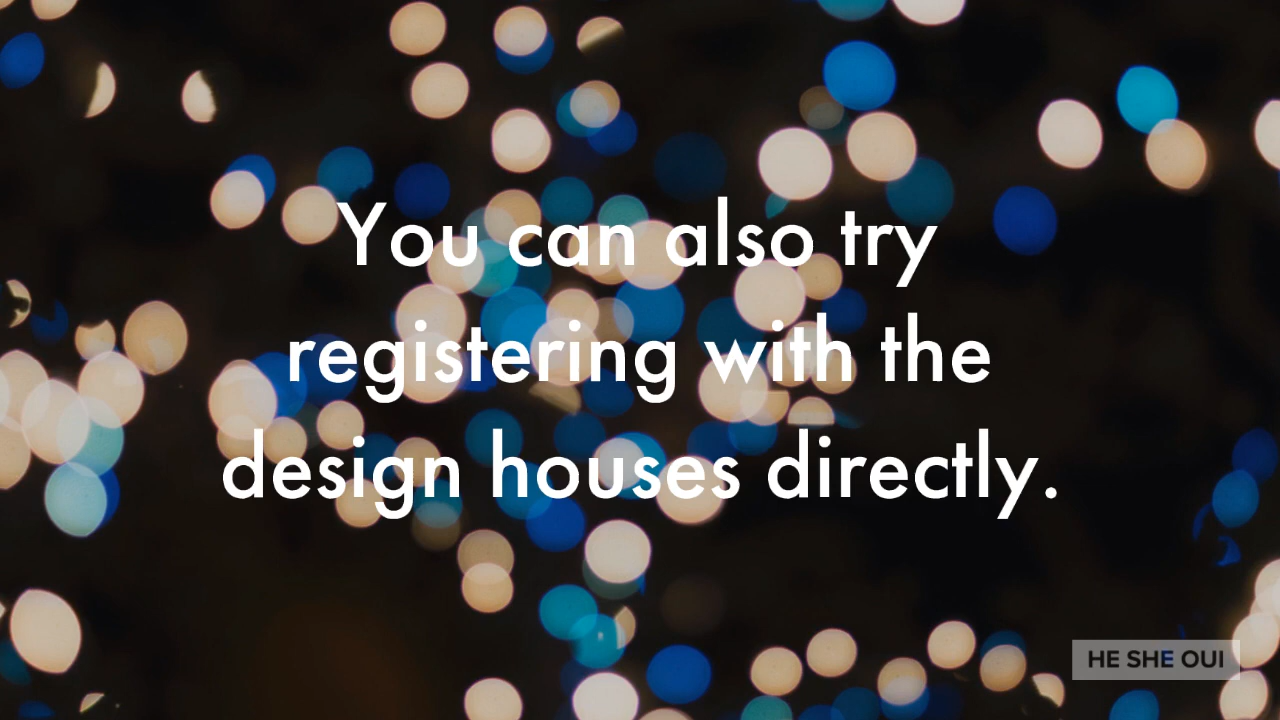 You can also try
registering with the
design houses directly.
HE SHE OUI